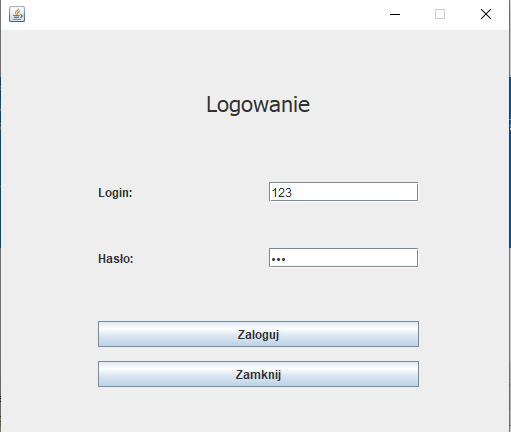 Logowanie
Login: 123
Hasło: •••
Zaloguj
Zamknij